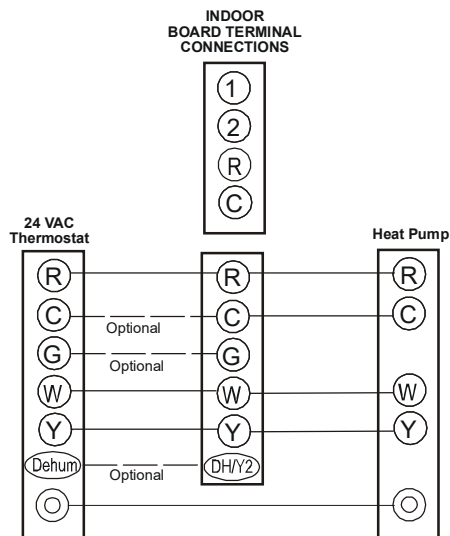 INDOOR
BOARD TERMINAL
CONNECTIONS
1
2
R
C
24 VAC
Thermostat
Heat Pump
R R R
C Optional C C
G Optional G
W W W
Y Y Y
Dehum Optional DH/Y2
O O